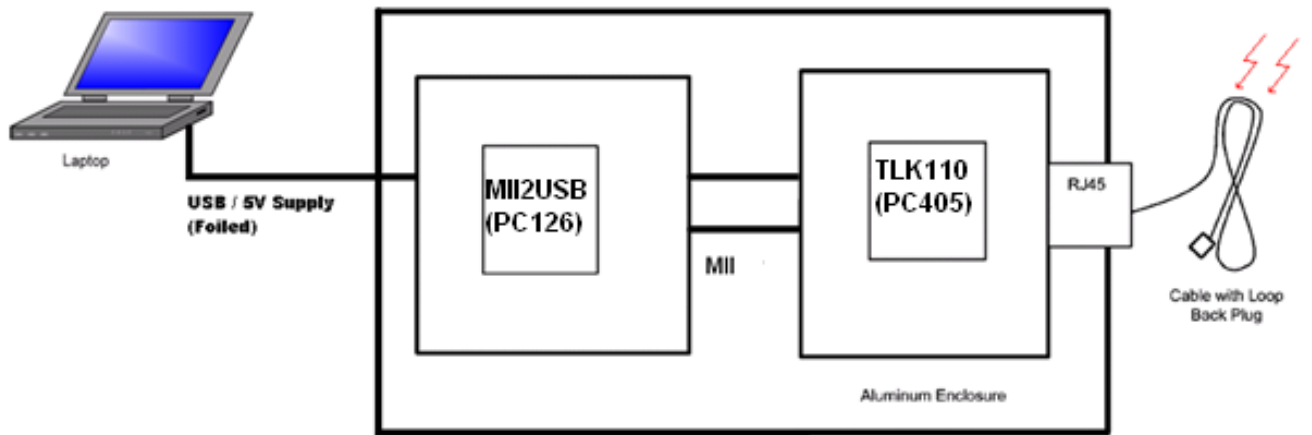 Laptop
USB / 5V Supply
(Foiled)
MII2USB
(PC126)
MII
TLK110
(PC405)
RJ45
Cable with Loop
Back Plug
Aluminum Enclosure